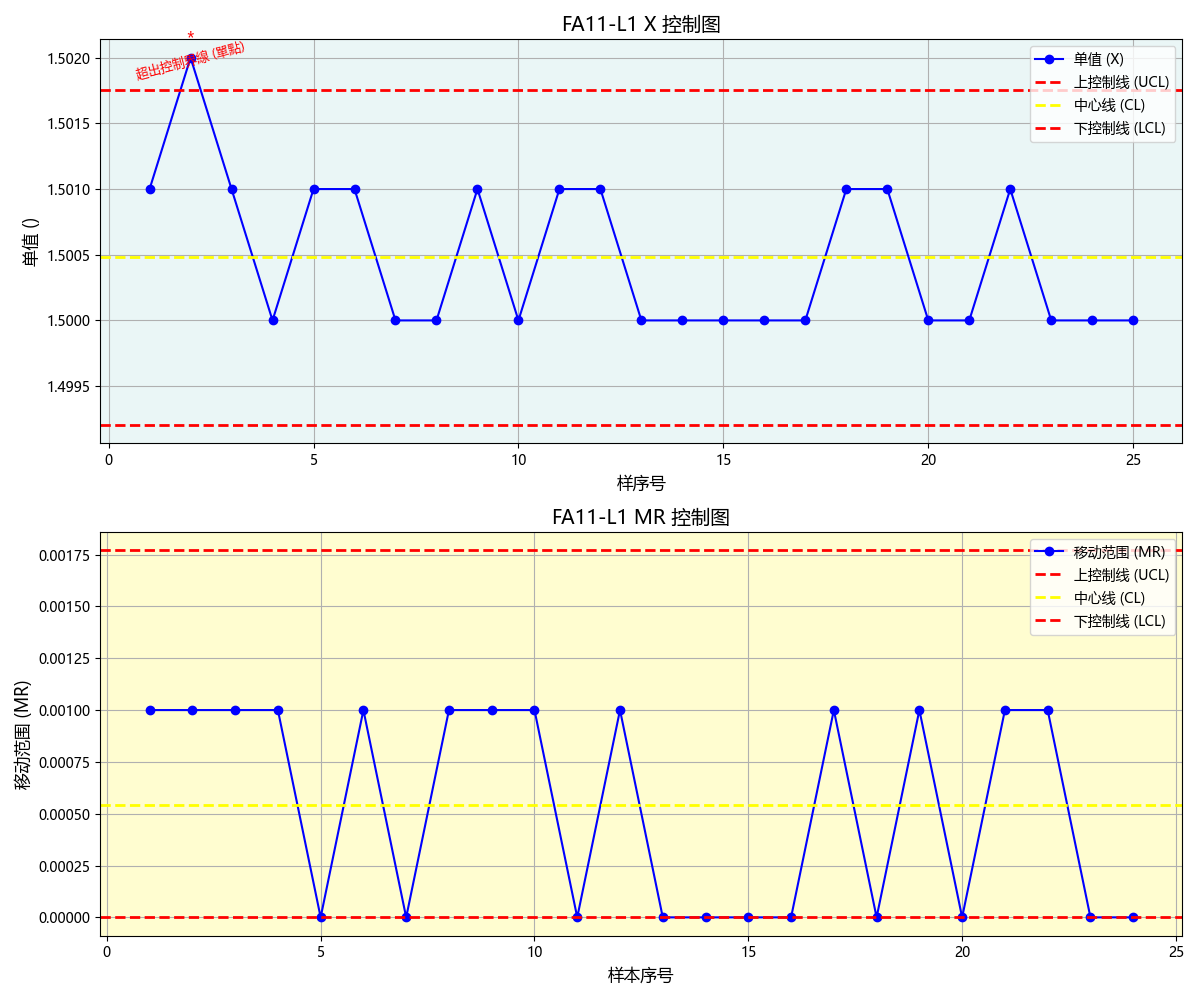 FA11-L1 X 控制图
*
超出控制界線 (單點)
单值 (X)
上控制线 (UCL)
中心线 (CL)
下控制线 (LCL)
1.5020
1.5015
1.5010
1.5005
1.5000
1.4995
单值 ()
0 5 10 15 20 25
样序号
FA11-L1 MR 控制图
移动范围 (MR)
上控制线 (UCL)
中心线 (CL)
下控制线 (LCL)
0.00175
0.00150
0.00125
0.00100
0.00075
0.00050
0.00025
0.00000
移动范围 (MR)
0 5 10 15 20 25
样本序号